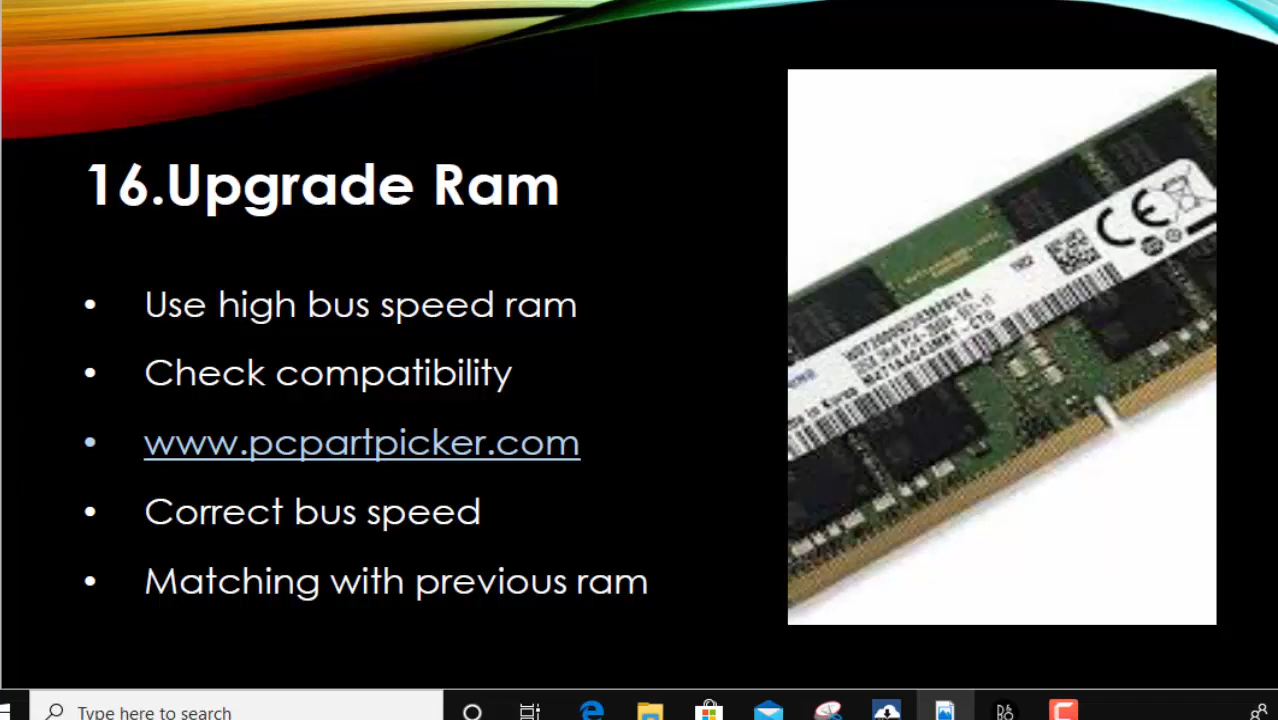 16.Upgrade Ram
• Use high bus speed ram
• Check compatibility
• www.pcpartpicker.com
• Correct bus speed
• Matching with previous ram
CE
Type here to search